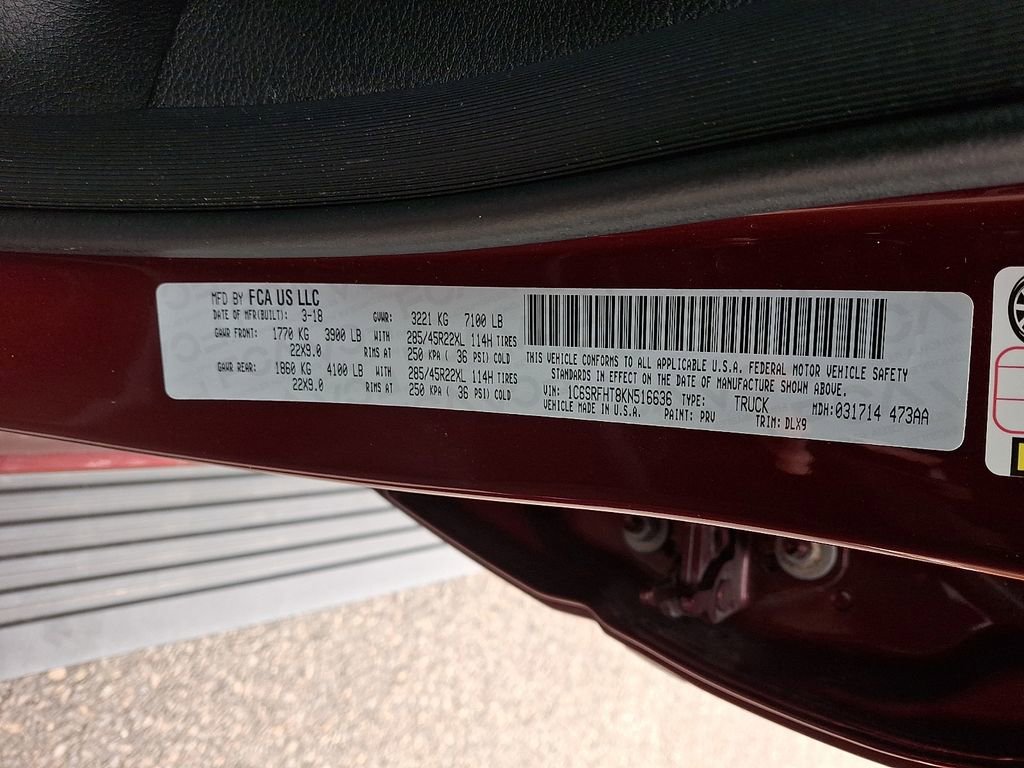 MFD BY FCA US LLC
DATE OF MFR(BUILT): 3-18 GVWR: 3221 KG 7100 LB
GAWR FRONT: 1770 KG 3900 LB WITH 285/45R22XL 114H TIRES
22X9.0 RIMS AT 250 KPA ( 36 PSI) COLD
GAWR REAR: 1860 KG 4100 LB WITH 285/45R22XL 114H TIRES
22X9.0 RIMS AT 250 KPA ( 36 PSI) COLD
THIS VEHICLE CONFORMS TO ALL APPLICABLE U.S.A. FEDERAL MOTOR VEHICLE SAFETY
STANDARDS IN EFFECT ON THE DATE OF MANUFACTURE SHOWN ABOVE.
VIN: 1C6SRFHT8KN516636 TYPE: TRUCK MDH:031714 473AA
VEHICLE MADE IN U.S.A. PAINT: PRV TRIM: DLX9